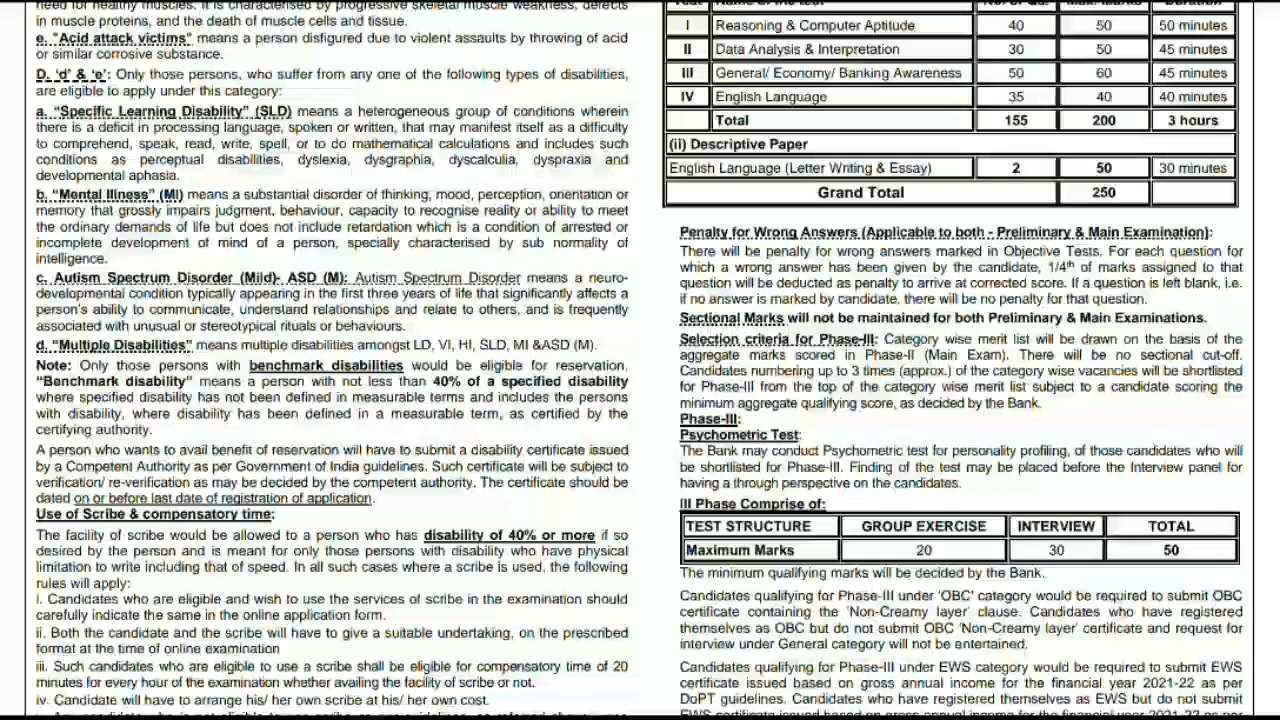 need for healthy muscles. It is characterised by progressive skeletal muscle weakness, defects
in muscle proteins, and the death of muscle cells and tissue.
e. "Acid attack victims" means a person disfigured due to violent assaults by throwing of acid
or similar corrosive substance.
D. 'd' & 'e': Only those persons, who suffer from any one of the following types of disabilities,
are eligible to apply under this category:
a. "Specific Learning Disability" (SLD) means a heterogeneous group of conditions wherein
there is a deficit in processing language, spoken or written, that may manifest itself as a difficulty
to comprehend, speak, read, write, spell, or to do mathematical calculations and includes such
conditions as perceptual disabilities, dyslexia, dysgraphia, dyscalculia, dyspraxia and
developmental aphasia.
b. "Mental Illness" (MI) means a substantial disorder of thinking, mood, perception, orientation or
memory that grossly impairs judgment, behaviour, capacity to recognise reality or ability to meet
the ordinary demands of life but does not include retardation which is a condition of arrested or
incomplete development of mind of a person, specially characterised by sub normality of
intelligence.
c. Autism Spectrum Disorder (Mild)- ASD (M): Autism Spectrum Disorder means a neuro-
developmental condition typically appearing in the first three years of life that significantly affects a
person's ability to communicate, understand relationships and relate to others, and is frequently
associated with unusual or stereotypical rituals or behaviours.
d. "Multiple Disabilities" means multiple disabilities amongst LD, VI, HI, SLD, MI &ASD (M).
Note: Only those persons with benchmark disabilities would be eligible for reservation.
"Benchmark disability" means a person with not less than 40% of a specified disability
where specified disability has not been defined in measurable terms and includes the persons
with disability, where disability has been defined in a measurable term, as certified by the
certifying authority.
A person who wants to avail benefit of reservation will have to submit a disability certificate issued
by a Competent Authority as per Government of India guidelines. Such certificate will be subject to
verification/ re-verification as may be decided by the competent authority. The certificate should be
dated on or before last date of registration of application.
Use of Scribe & compensatory time:
The facility of scribe would be allowed to a person who has disability of 40% or more if so
desired by the person and is meant for only those persons with disability who have physical
limitation to write including that of speed. In all such cases where a scribe is used, the following
rules will apply:
i. Candidates who are eligible and wish to use the services of scribe in the examination should
carefully indicate the same in the online application form.
ii. Both the candidate and the scribe will have to give a suitable undertaking, on the prescribed
format at the time of online examination
iii. Such candidates who are eligible to use a scribe shall be eligible for compensatory time of 20
minutes for every hour of the examination whether availing the facility of scribe or not.
iv. Candidate will have to arrange his/ her own scribe at his/ her own cost.
I Reasoning & Computer Aptitude 40 50 50 minutes
II Data Analysis & Interpretation 30 50 45 minutes
III General/ Economy/ Banking Awareness 50 60 45 minutes
IV English Language 35 40 40 minutes
Total 155 200 3 hours
(ii) Descriptive Paper
English Language (Letter Writing & Essay) 2 50 30 minutes
Grand Total 250
Penalty for Wrong Answers (Applicable to both - Preliminary & Main Examination):
There will be penalty for wrong answers marked in Objective Tests. For each question for
which a wrong answer has been given by the candidate, 1/4th of marks assigned to that
question will be deducted as penalty to arrive at corrected score. If a question is left blank, i.e.
if no answer is marked by candidate, there will be no penalty for that question.
Sectional Marks will not be maintained for both Preliminary & Main Examinations.
Selection criteria for Phase-III: Category wise merit list will be drawn on the basis of the
aggregate marks scored in Phase-II (Main Exam). There will be no sectional cut-off.
Candidates numbering up to 3 times (approx.) of the category wise vacancies will be shortlisted
for Phase-III from the top of the category wise merit list subject to a candidate scoring the
minimum aggregate qualifying score, as decided by the Bank.
Phase-III:
Psychometric Test:
The Bank may conduct Psychometric test for personality profiling, of those candidates who will
be shortlisted for Phase-III. Finding of the test may be placed before the Interview panel for
having a through perspective on the candidates.
III Phase Comprise of:
TEST STRUCTURE GROUP EXERCISE INTERVIEW TOTAL
Maximum Marks 20 30 50
The minimum qualifying marks will be decided by the Bank.
Candidates qualifying for Phase-III under 'OBC' category would be required to submit OBC
certificate containing the 'Non-Creamy layer' clause. Candidates who have registered
themselves as OBC but do not submit OBC 'Non-Creamy layer' certificate and request for
interview under General category will not be entertained.
Candidates qualifying for Phase-III under EWS category would be required to submit EWS
certificate issued based on gross annual income for the financial year 2021-22 as per
DoPT guidelines. Candidates who have registered themselves as EWS but do not submit